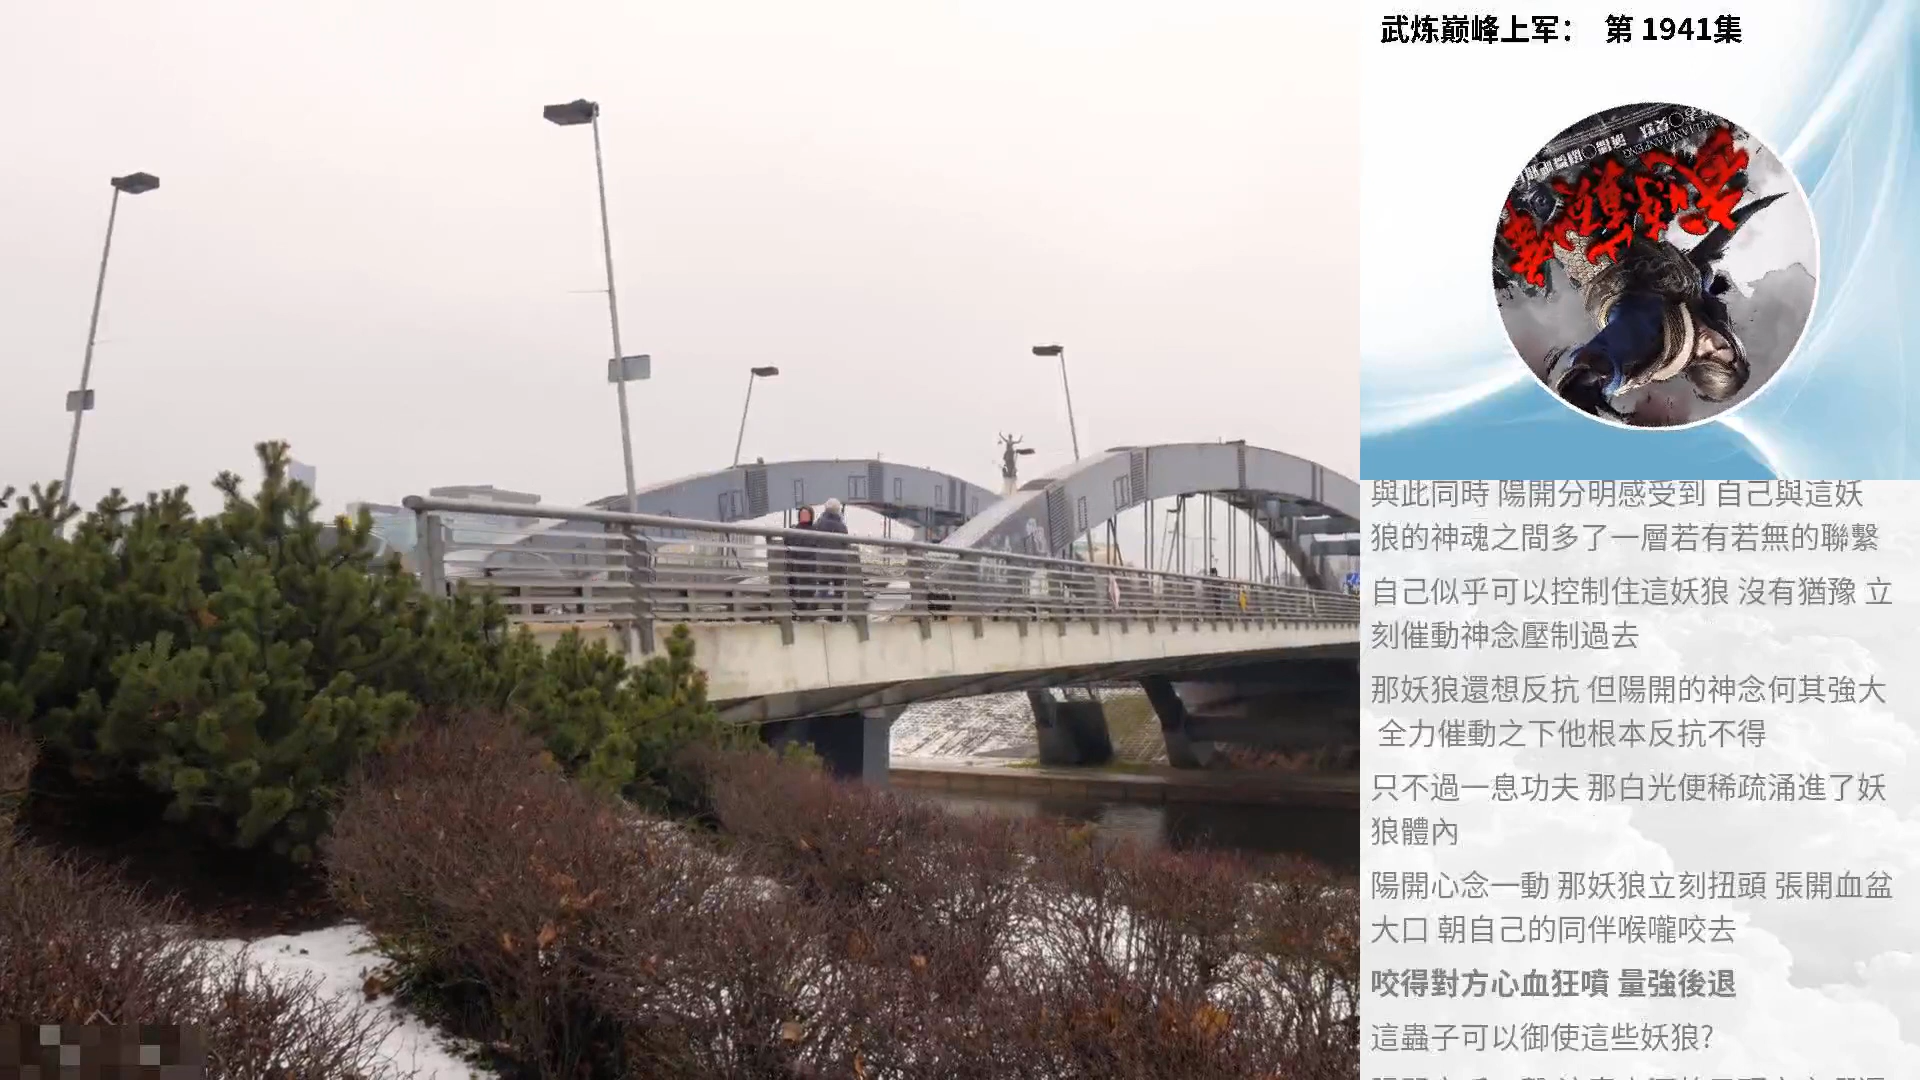 武炼巅峰上军： 第 1941集
WULIANDIANFENG
與此同時 陽開分明感受到 自己與這妖
狼的神魂之間多了一層若有若無的聯繫
自己似乎可以控制住這妖狼 沒有猶豫 立
刻催動神念壓制過去
那妖狼還想反抗 但陽開的神念何其強大
全力催動之下他根本反抗不得
只不過一息功夫 那白光便稀疏涌進了妖
狼體內
陽開心念一動 那妖狼立刻扭頭 張開血盆
大口 朝自己的同伴喉嚨咬去
咬得對方心血狂噴 量強後退
這蟲子可以御使這些妖狼?